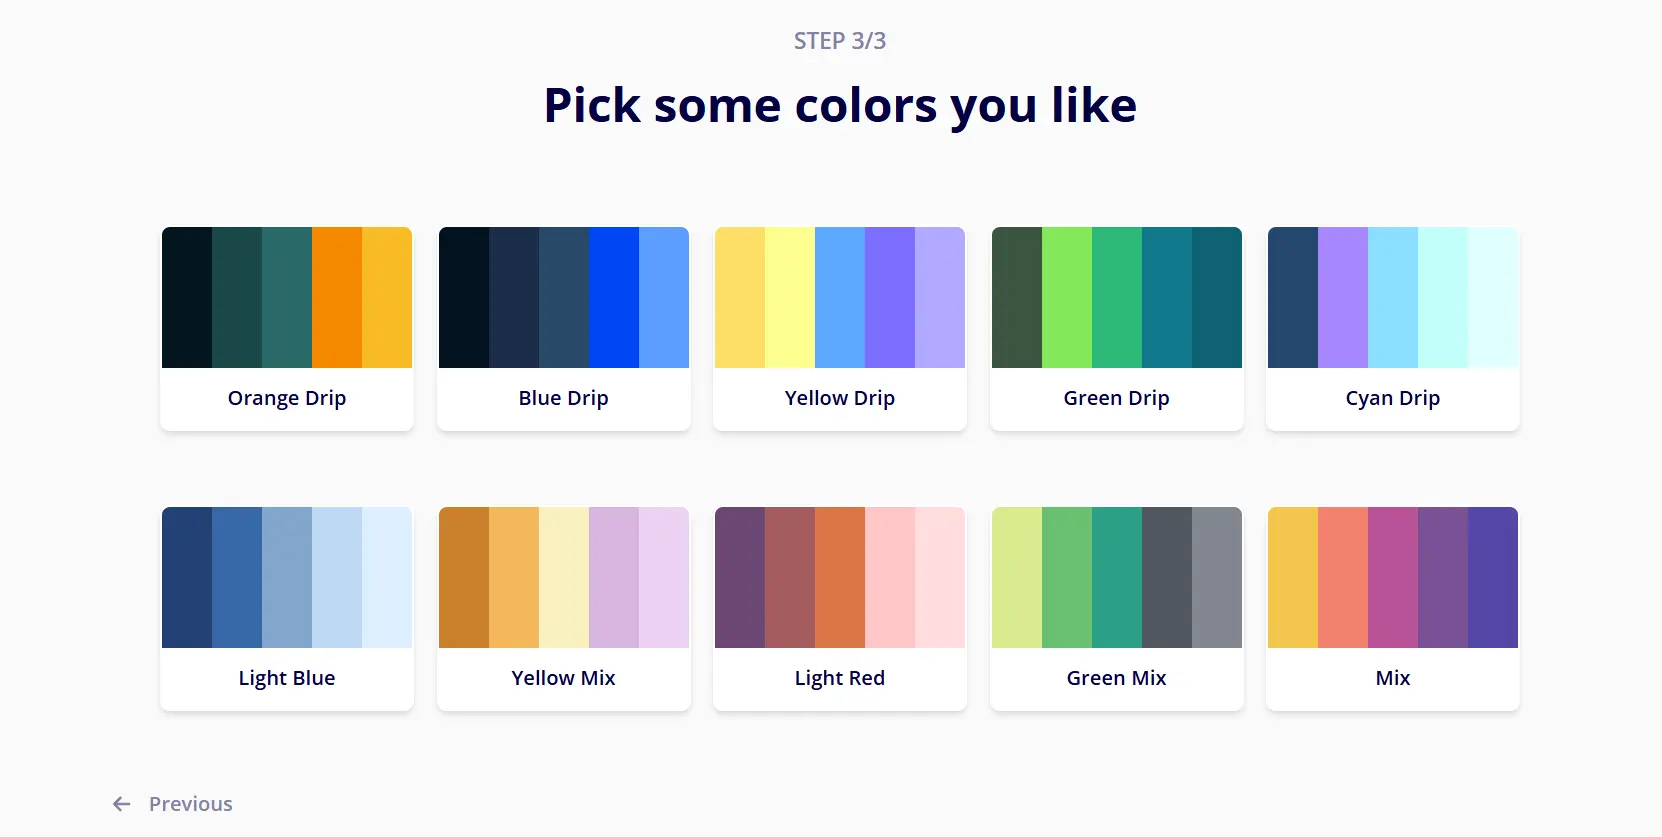 STEP 3/3
Pick some colors you like
Orange Drip
Blue Drip
Yellow Drip
Green Drip
Cyan Drip
Light Blue
Yellow Mix
Light Red
Green Mix
Mix
Previous